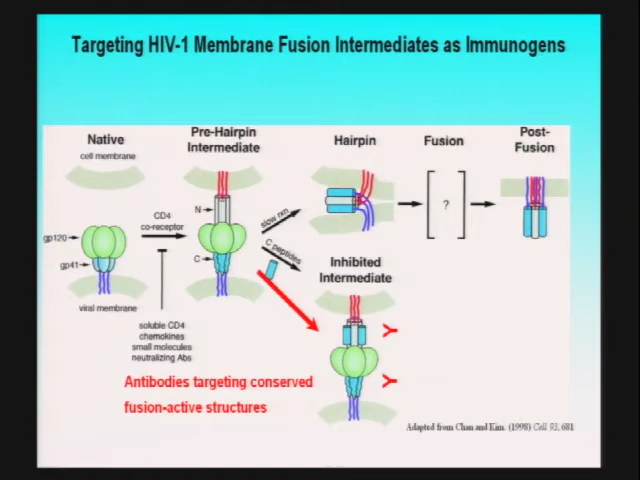 Targeting HIV-1 Membrane Fusion Intermediates as Immunogens
Native
cell membrane
Pre-Hairpin
Intermediate
Hairpin
Fusion
Post-
Fusion
N
CD4
co-receptor
slow rxn
?
gp120
gp41
C
C peptides
Inhibited
Intermediate
viral membrane
soluble CD4
chemokines
small molecules
neutralizing Abs
Antibodies targeting conserved
fusion-active structures
Adapted from Chan and Kim. (1998) Cell 93, 681